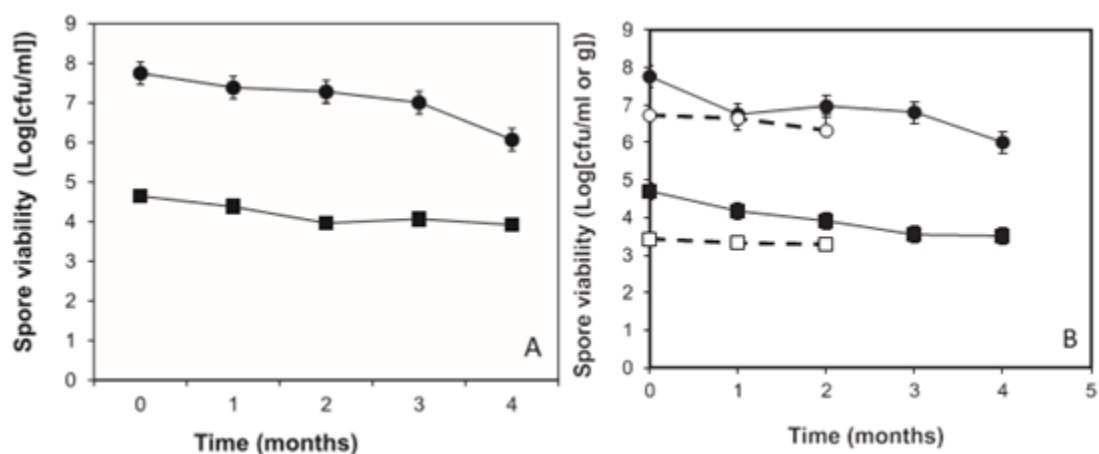 Spore viability (Log[cfu/ml])
9
8
7
6
5
4
3
2
1
0
0 1 2 3 4
Time (months)
A
Spore viability (Log[cfu/ml or g]
9
8
7
6
5
4
3
2
1
0
0 1 2 3 4 5
Time (months)
B